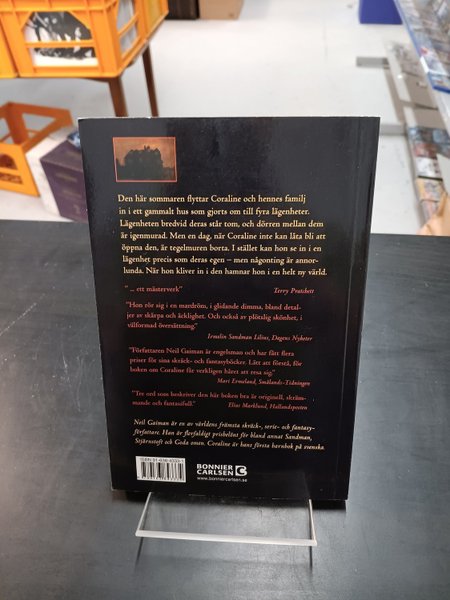 Den här sommaren flyttar Coraline och hennes familj
in i ett gammalt hus som gjorts om till fyra lägenheter.
Lägenheten bredvid deras står tom, och dörren mellan dem
är igenmurad. Men en dag, när Coraline inte kan låta bli att
öppna den, är tegelmuren borta. I stället kan hon se in i en
lägenhet precis som deras egen – men någonting är annor-
lunda. När hon kliver in i den hamnar hon i en helt ny värld.
"... ett mästerverk" Terry Pratchett
"Hon rör sig i en mardröm, i glidande dimma, bland detal-
jer av skärpa och äcklighet. Och också av plötslig skönhet, i
välformad översättning."
Irmelin Sandman Lilius, Dagens Nyheter
"Författaren Neil Gaiman är engelsman och har fått flera
priser för sina skräck- och fantasyböcker. Lätt att förstå, för
boken om Coraline får verkligen håret att resa sig."
Mari Ermelund, Smålands-Tidningen
"Tre ord som beskriver den här boken bra är originell, skräm-
mande och fantasifull." Elias Marklund, Hallandsposten
Neil Gaiman är en av världens främsta skräck-, serie- och fantasy-
författare. Han är flerfaldigt prisbelönt för bland annat Sandman,
Stjärnstoft och Goda omen. Coraline är hans första barnbok på svenska.
BONNIER
CARLSEN
www.bonniercarlsen.se